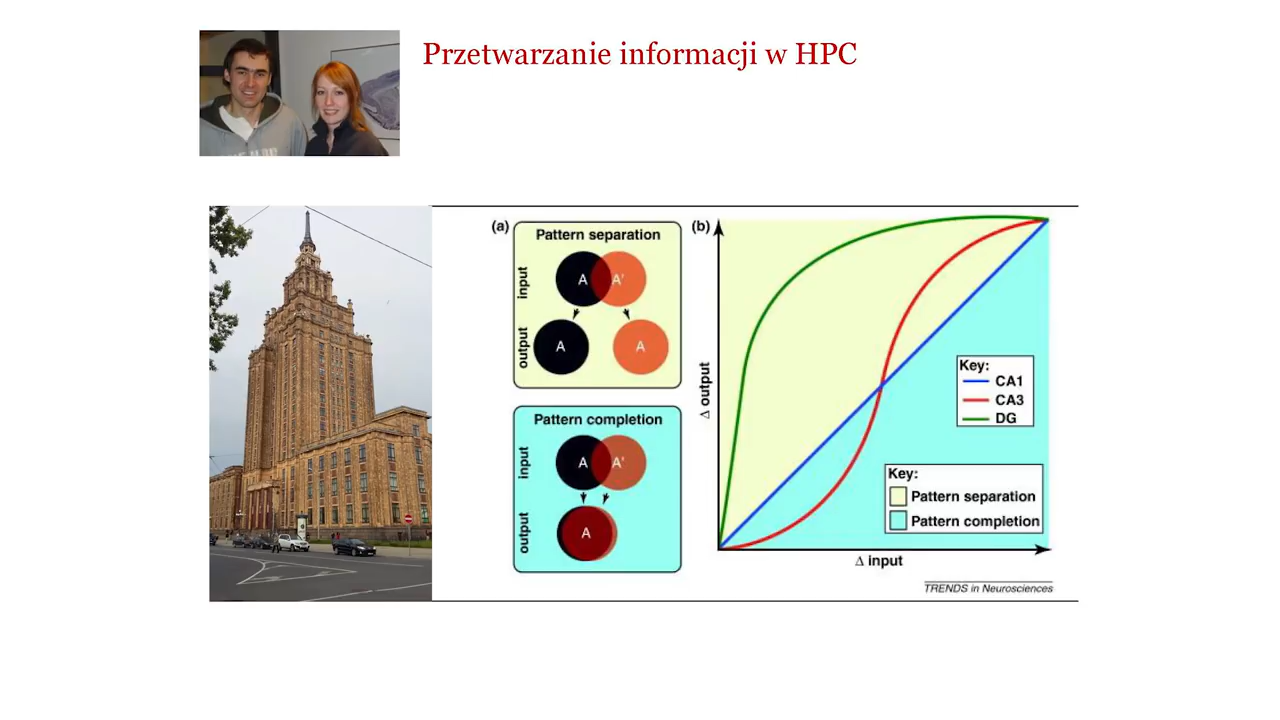 Przetwarzanie informacji w HPC
(a)
Pattern separation
input
A A'
output
A A
Pattern completion
input
A A'
output
A
(b)
Δ output
Key:
CA1
CA3
DG
Key:
Pattern separation
Pattern completion
Δ input
TRENDS in Neurosciences